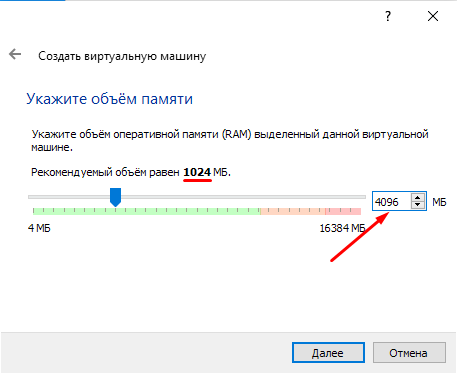 ?
Создать виртуальную машину
Укажите объём памяти
Укажите объём оперативной памяти (RAM) выделенный данной виртуальной
машине.
Рекомендуемый объём равен 1024 МБ.
4096 МБ
4 МБ 16384 МБ
Далее Отмена